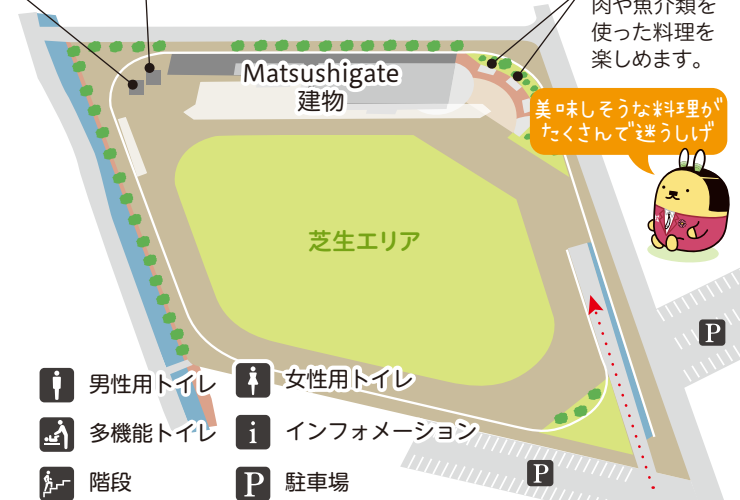 肉や魚介類を
使った料理を
楽しめます。
Matsushigate
建物
美味しそうな料理が
たくさんで迷うしげ
芝生エリア
P
男性用トイレ
女性用トイレ
多機能トイレ
i インフォメーション
階段
P 駐車場
P